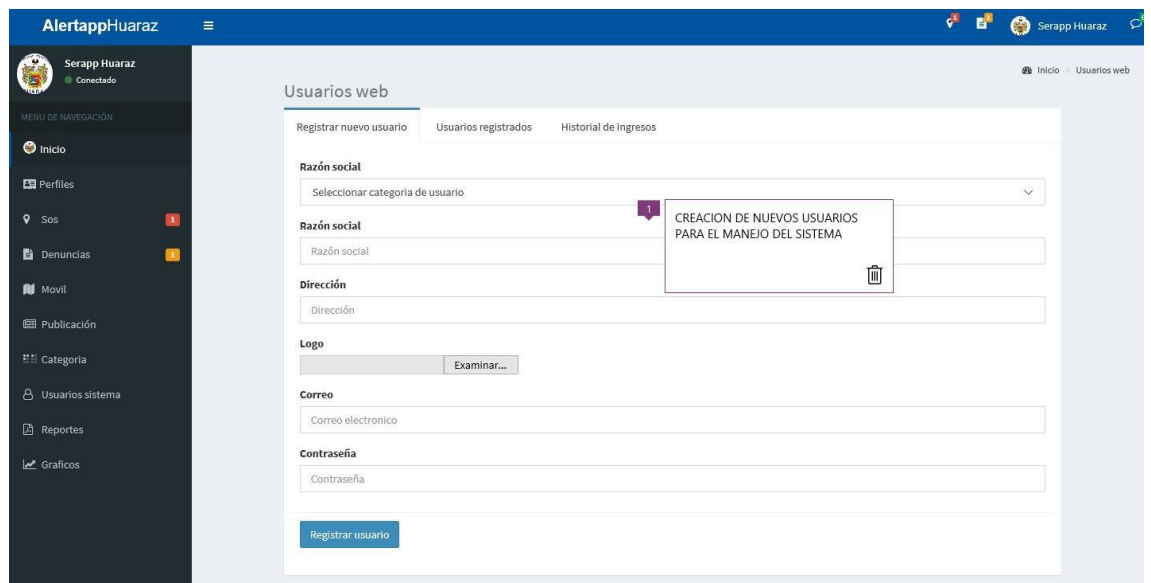 AlertappHuaraz
1
1
Serapp Huaraz
Serapp Huaraz
Conectado
MENU DE NAVEGACIÓN
Inicio
Perfiles
Sos 1
Denuncias 1
Movil
Publicación
Categoria
Usuarios sistema
Reportes
Graficos
Inicio > Usuarios web
Usuarios web
Registrar nuevo usuario Usuarios registrados Historial de ingresos
Razón social
Seleccionar categoria de usuario
1
CREACION DE NUEVOS USUARIOS
PARA EL MANEJO DEL SISTEMA
Razón social
Razón social
Dirección
Dirección
Logo
Examinar...
Correo
Correo electronico
Contraseña
Contraseña
Registrar usuario